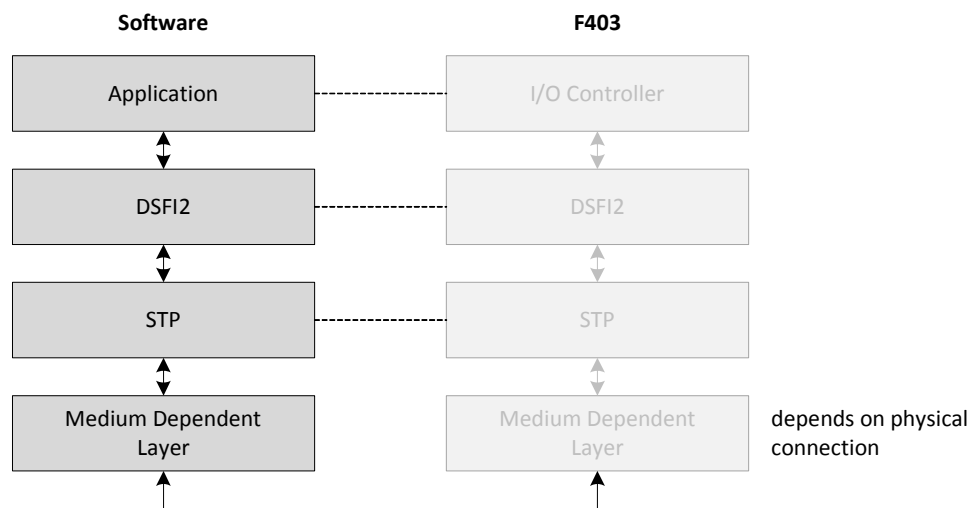 Software
F403
Application
I/O Controller
DSFI2
DSFI2
STP
STP
Medium Dependent
Layer
Medium Dependent
Layer
depends on physical
connection